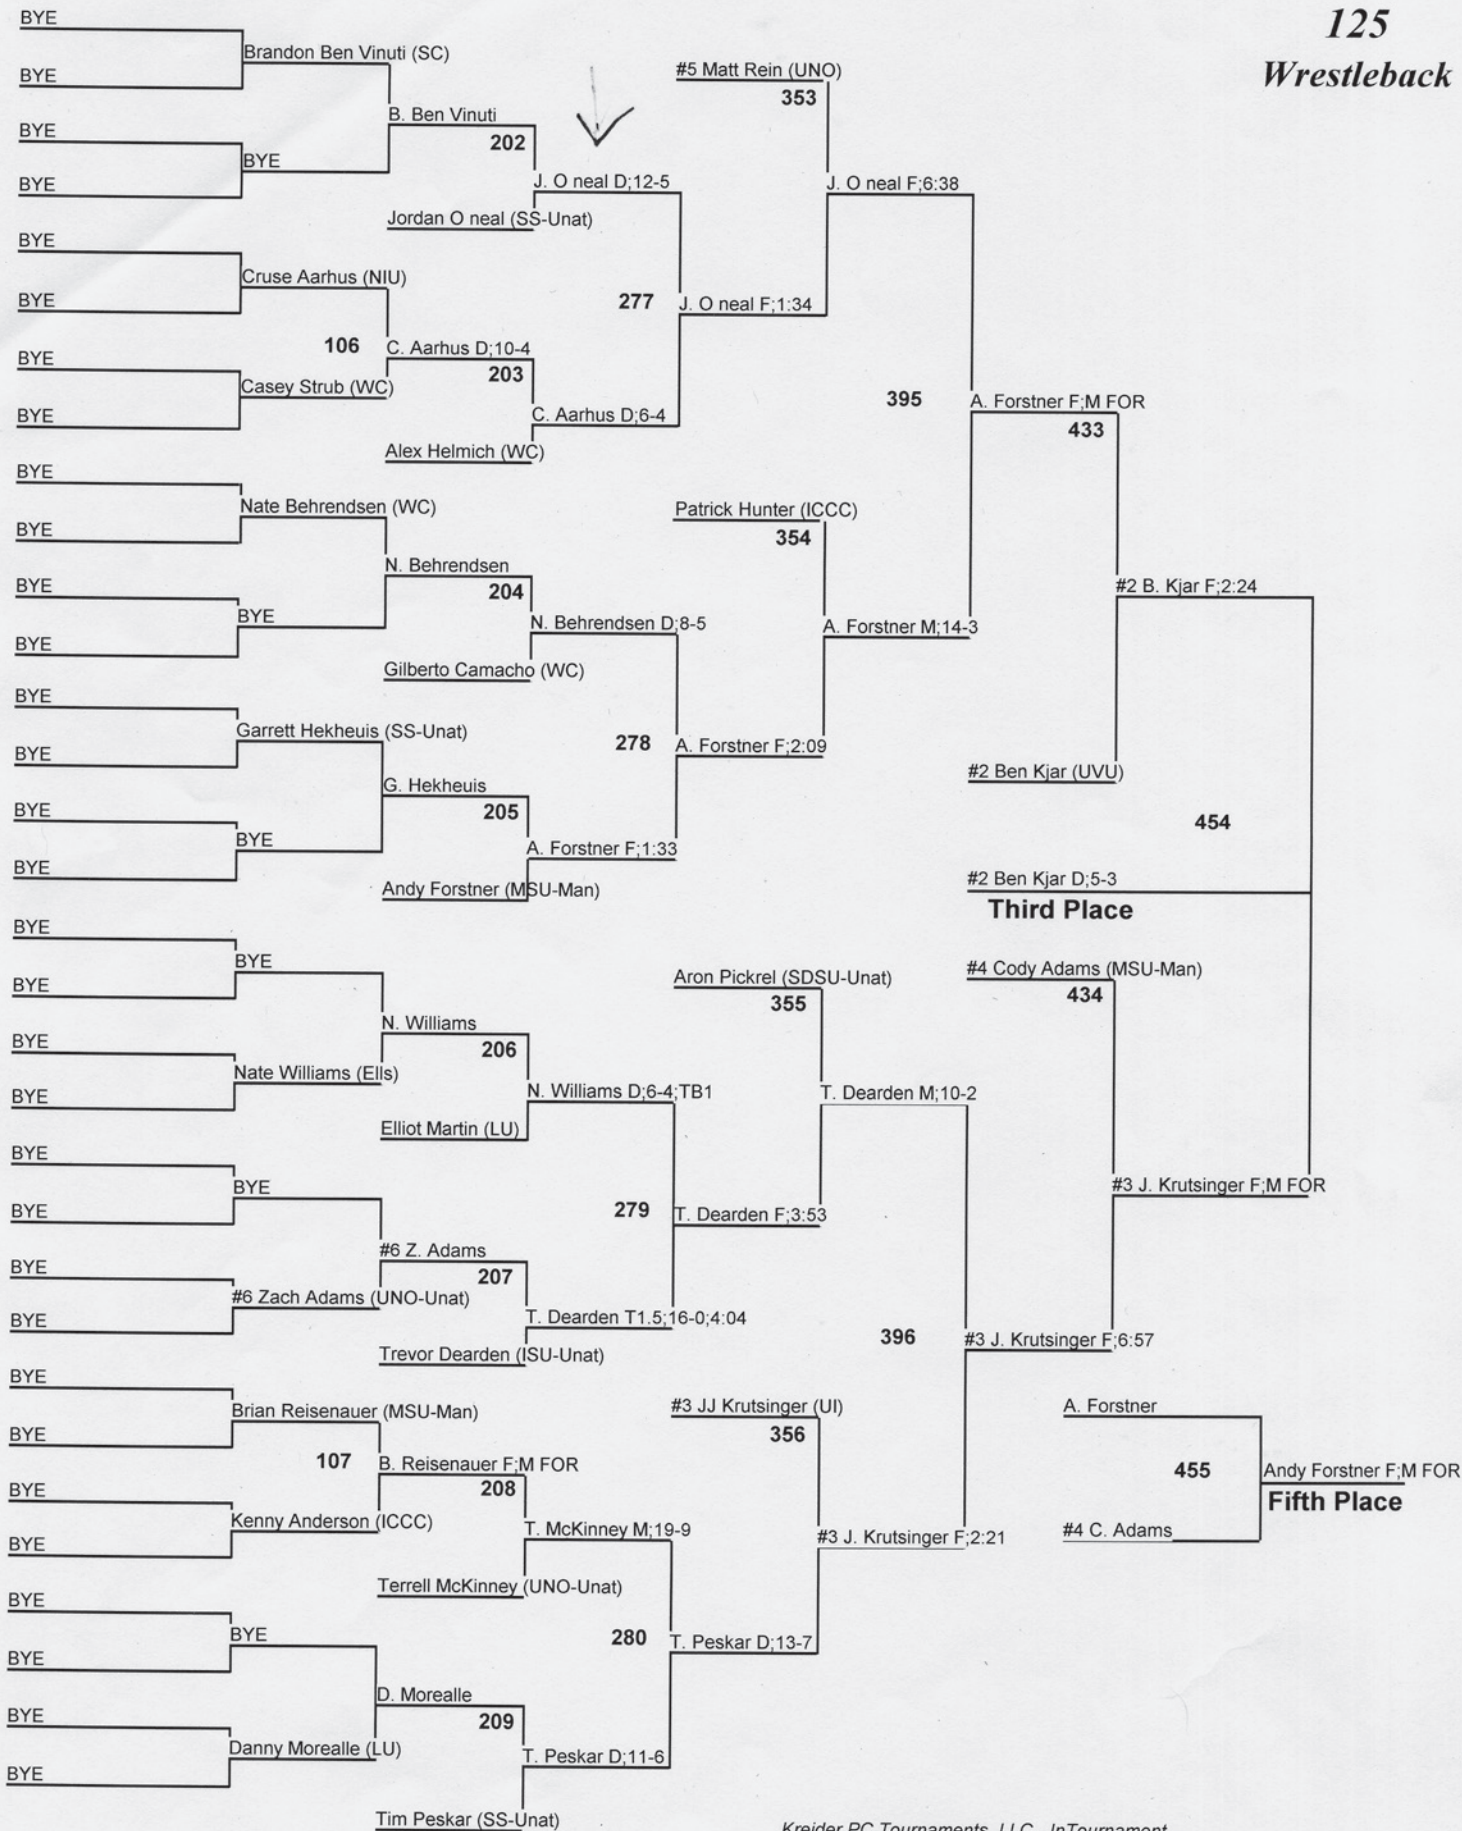 125
Wrestleback
BYE
Brandon Ben Vinuti (SC)
BYE
#5 Matt Rein (UNO)
353
B. Ben Vinuti
202
BYE
BYE
BYE
J. O neal D;12-5
J. O neal F;6:38
Jordan O neal (SS-Unat)
BYE
Cruse Aarhus (NIU)
BYE
277
J. O neal F;1:34
106
C. Aarhus D;10-4
203
BYE
Casey Strub (WC)
BYE
C. Aarhus D;6-4
395
A. Forstner F;M FOR
433
Alex Helmich (WC)
BYE
Nate Behrendsen (WC)
BYE
Patrick Hunter (ICCC)
354
N. Behrendsen
204
BYE
BYE
BYE
N. Behrendsen D;8-5
A. Forstner M;14-3
#2 B. Kjar F;2:24
Gilberto Camacho (WC)
BYE
Garrett Hekheuis (SS-Unat)
BYE
278
A. Forstner F;2:09
#2 Ben Kjar (UVU)
G. Hekheuis
205
BYE
BYE
BYE
A. Forstner F;1:33
454
Andy Forstner (MSU-Man)
#2 Ben Kjar D;5-3
Third Place
BYE
BYE
BYE
Aron Pickrel (SDSU-Unat)
355
#4 Cody Adams (MSU-Man)
434
N. Williams
206
BYE
Nate Williams (Ells)
BYE
N. Williams D;6-4;TB1
T. Dearden M;10-2
Elliot Martin (LU)
BYE
BYE
BYE
279
T. Dearden F;3:53
#3 J. Krutsinger F;M FOR
#6 Z. Adams
207
BYE
#6 Zach Adams (UNO-Unat)
BYE
T. Dearden T1.5;16-0;4:04
396
#3 J. Krutsinger F;6:57
Trevor Dearden (ISU-Unat)
BYE
Brian Reisenauer (MSU-Man)
BYE
#3 JJ Krutsinger (UI)
356
A. Forstner
107
B. Reisenauer F;M FOR
208
455
Andy Forstner F;M FOR
Fifth Place
BYE
Kenny Anderson (ICCC)
BYE
T. McKinney M;19-9
#3 J. Krutsinger F;2:21
#4 C. Adams
Terrell McKinney (UNO-Unat)
BYE
BYE
BYE
280
T. Peskar D;13-7
D. Morealle
209
BYE
Danny Morealle (LU)
BYE
T. Peskar D;11-6
Tim Peskar (SS-Unat)
Kreider PC Tournaments, LLC - InTournament